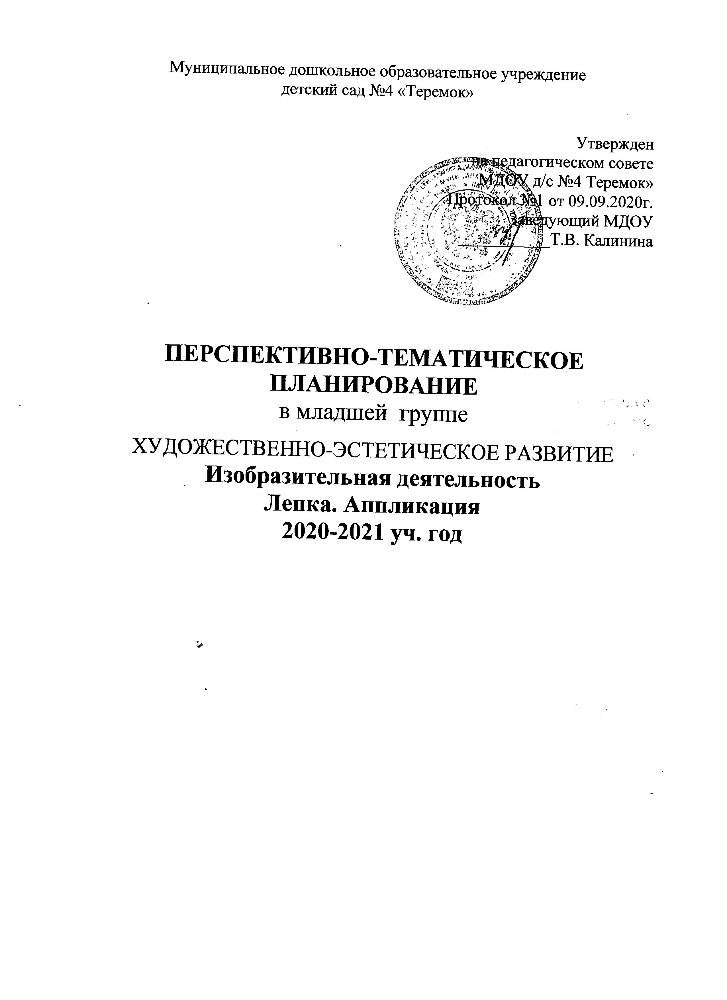 Муниципальное дошкольное образовательное учреждение
детский сад №4 «Теремок»
Утвержден
на педагогическом совете
МДОУ д/с №4 Теремок»
Протокол №1 от 09.09.2020г.
Заведующий МДОУ
Т.В. Калинина
ПЕРСПЕКТИВНО-ТЕМАТИЧЕСКОЕ
ПЛАНИРОВАНИЕ
в младшей группе
ХУДОЖЕСТВЕННО-ЭСТЕТИЧЕСКОЕ РАЗВИТИЕ
Изобразительная деятельность
Лепка. Аппликация
2020-2021 уч. год